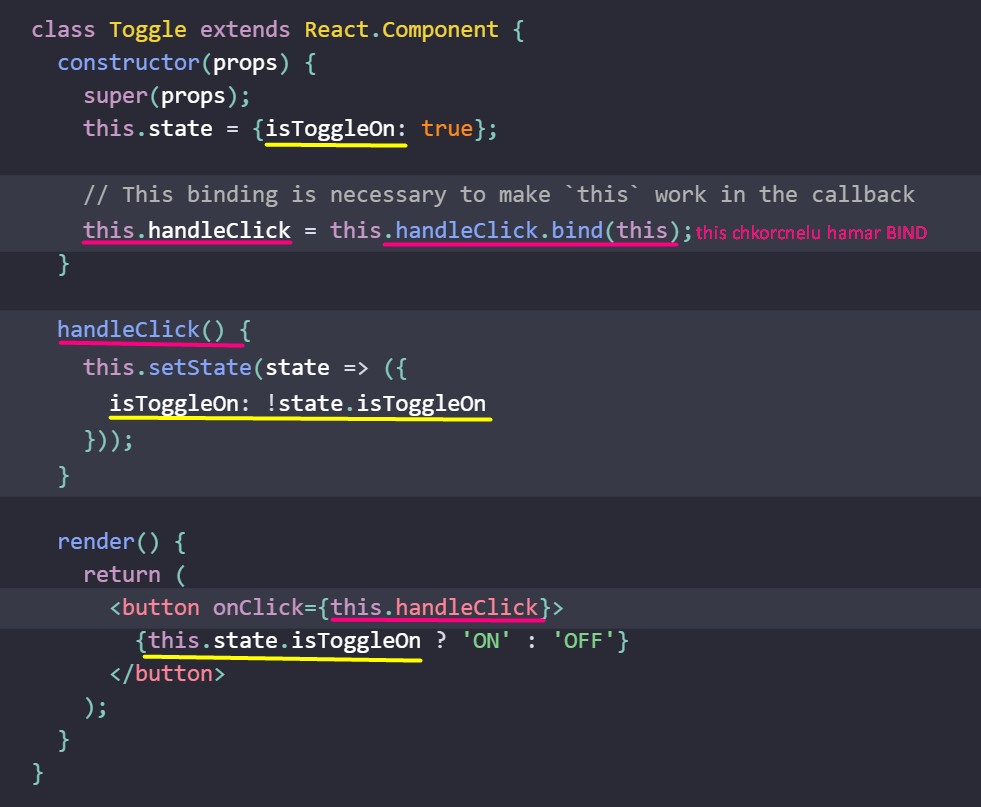 class Toggle extends React.Component {
constructor(props) {
super(props);
this.state = {isToggleOn: true};
// This binding is necessary to make `this` work in the callback
this.handleClick = this.handleClick.bind(this); this chkorcnelu hamar BIND
}
handleClick() {
this.setState(state => ({
isToggleOn: !state.isToggleOn
}));
}
render() {
return (
<button onClick={this.handleClick}>
{this.state.isToggleOn ? 'ON' : 'OFF'}
</button>
);
}
}